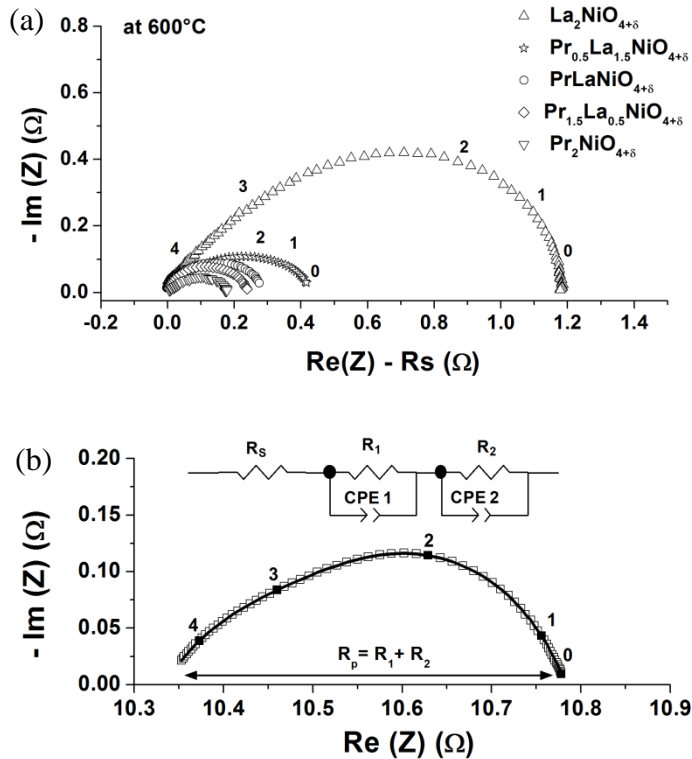 (a)
at 600°C
La₂NiO₄₊δ
Pr₀.₅La₁.₅NiO₄₊δ
PrLaNiO₄₊δ
Pr₁.₅La₀.₅NiO₄₊δ
Pr₂NiO₄₊δ
- Im (Z) (Ω)
0.8
0.6
0.4
0.2
0.0
4
3
2
1
0
2
1
0
-0.2 0.0 0.2 0.4 0.6 0.8 1.0 1.2 1.4
Re(Z) - Rs (Ω)
(b)
R_S R₁ R₂
CPE 1 CPE 2
- Im (Z) (Ω)
0.20
0.15
0.10
0.05
0.00
4
3
2
1
0
Rₚ = R₁ + R₂
10.3 10.4 10.5 10.6 10.7 10.8 10.9
Re (Z) (Ω)